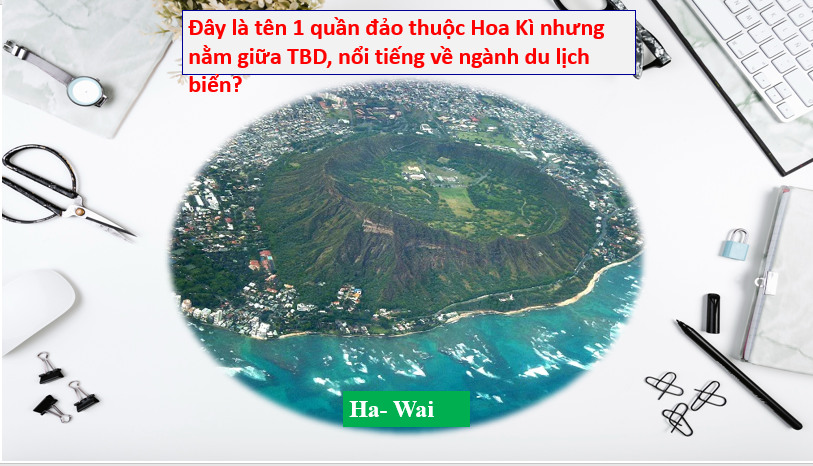 Đây là tên 1 quần đảo thuộc Hoa Kì nhưng
nằm giữa TBD, nổi tiếng về ngành du lịch
biển?
Ha- Wai